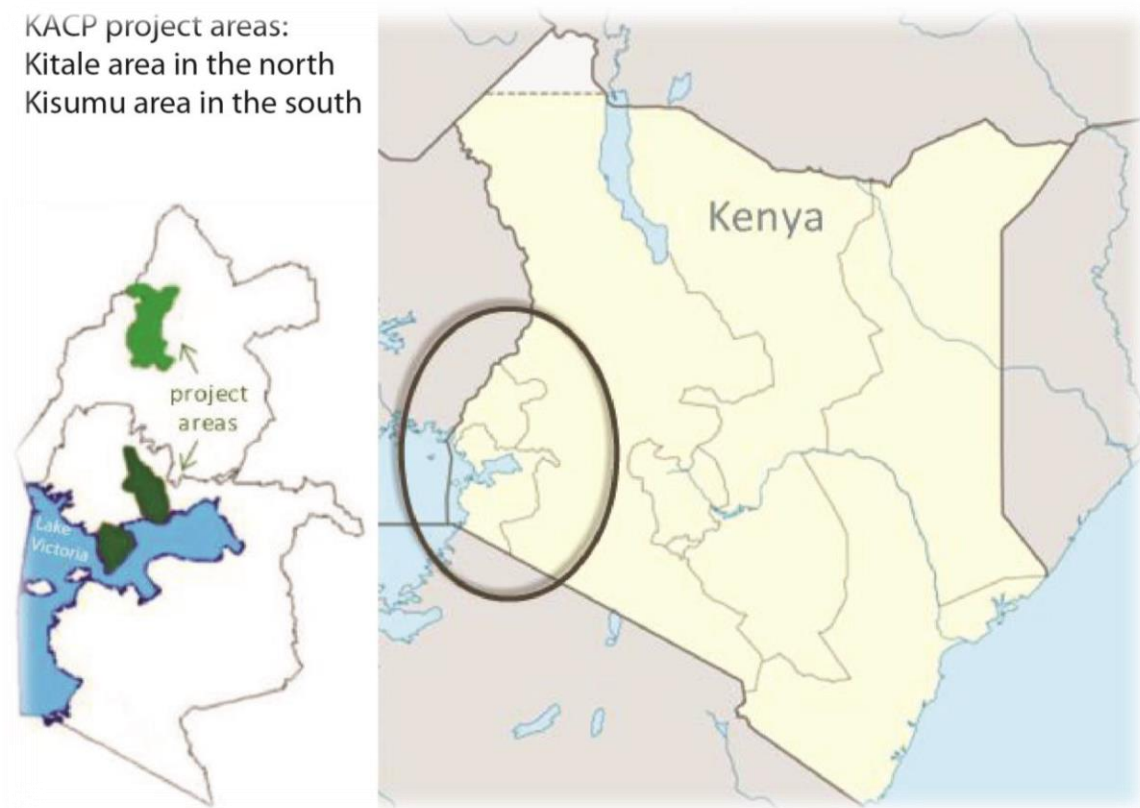 KACP project areas:
Kitale area in the north
Kisumu area in the south
Kenya
project
areas
Lake
Victoria